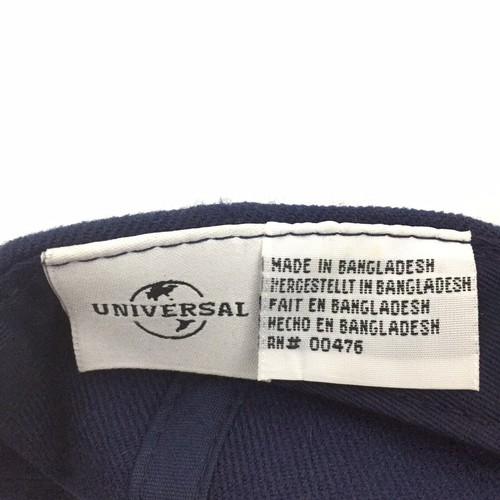 UNIVERSAL
MADE IN BANGLADESH
HERGESTELLT IN BANGLADESH
FAIT EN BANGLADESH
HECHO EN BANGLADESH
RN# 00476